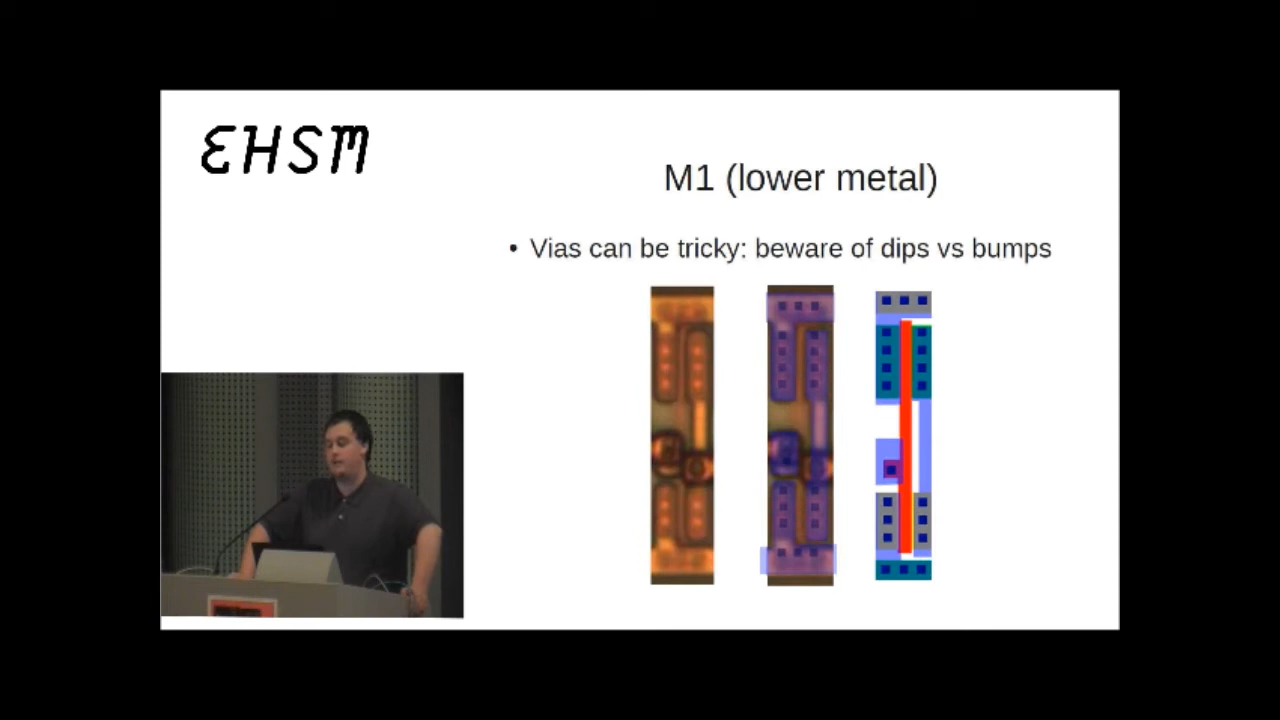 EHSM
M1 (lower metal)
• Vias can be tricky: beware of dips vs bumps